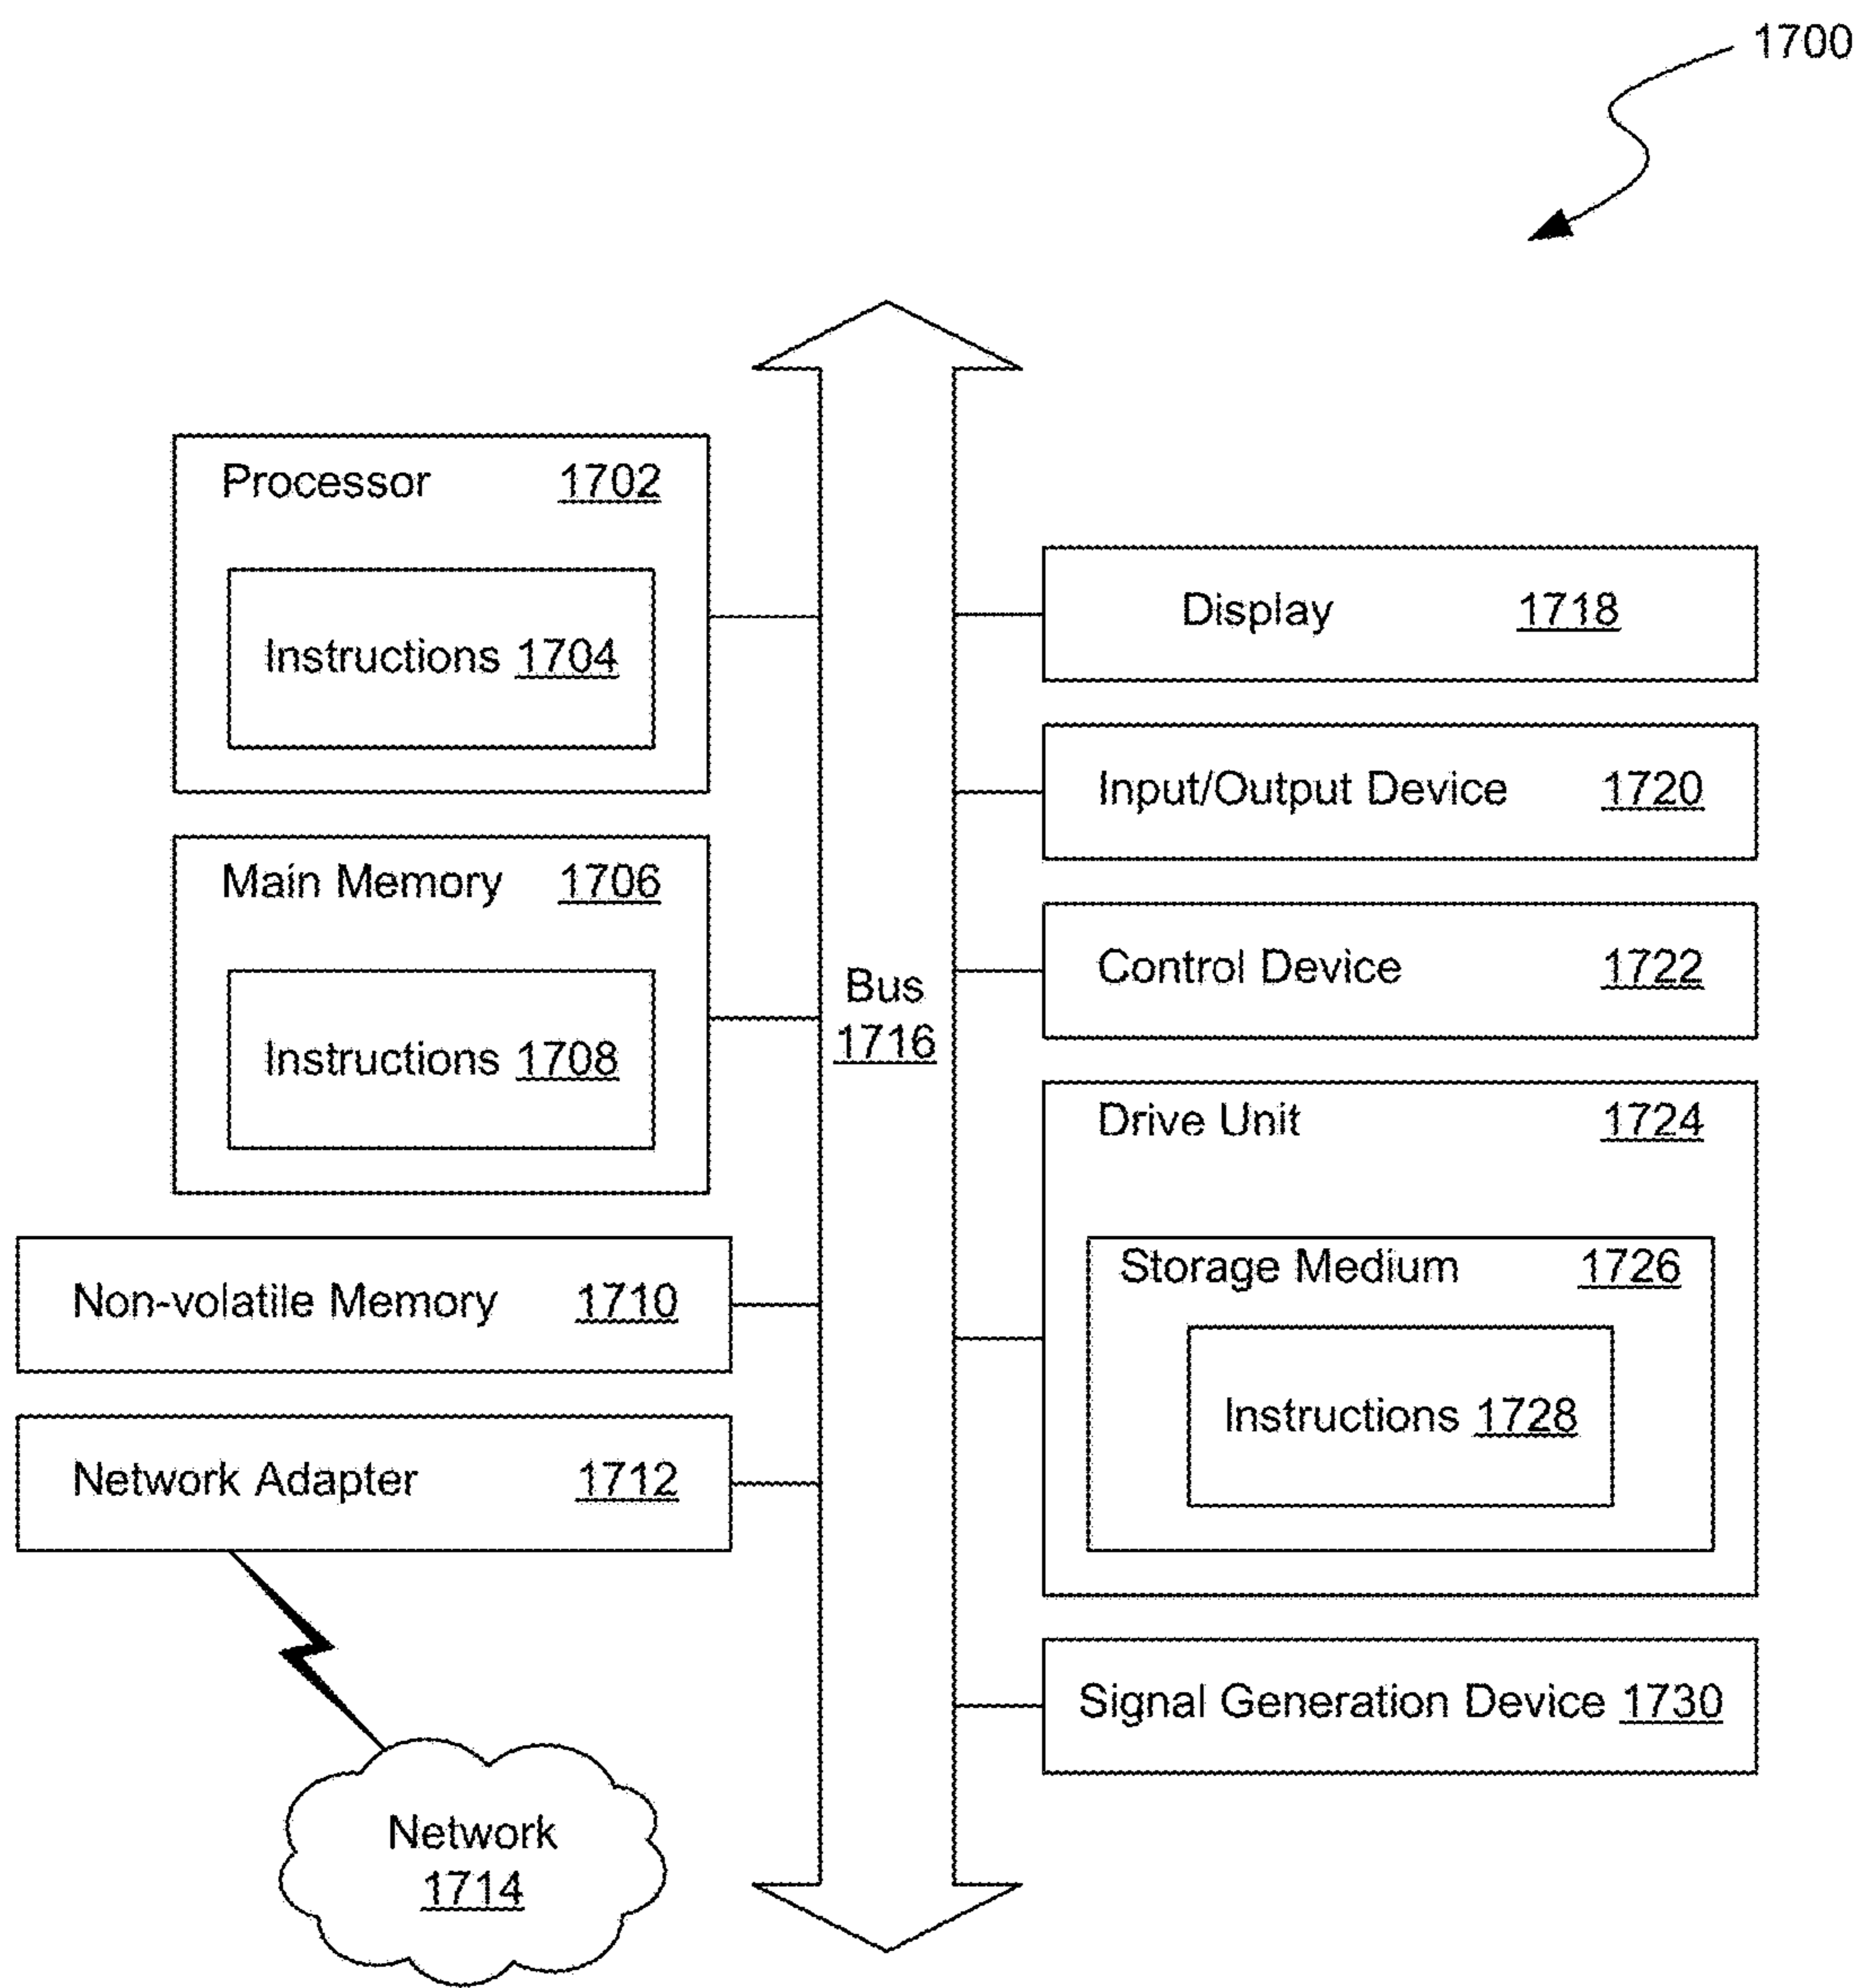 1700
Processor 1702
Instructions 1704
Main Memory 1706
Instructions 1708
Non-volatile Memory 1710
Network Adapter 1712
Network
1714
Bus
1716
Display 1718
Input/Output Device 1720
Control Device 1722
Drive Unit 1724
Storage Medium 1726
Instructions 1728
Signal Generation Device 1730